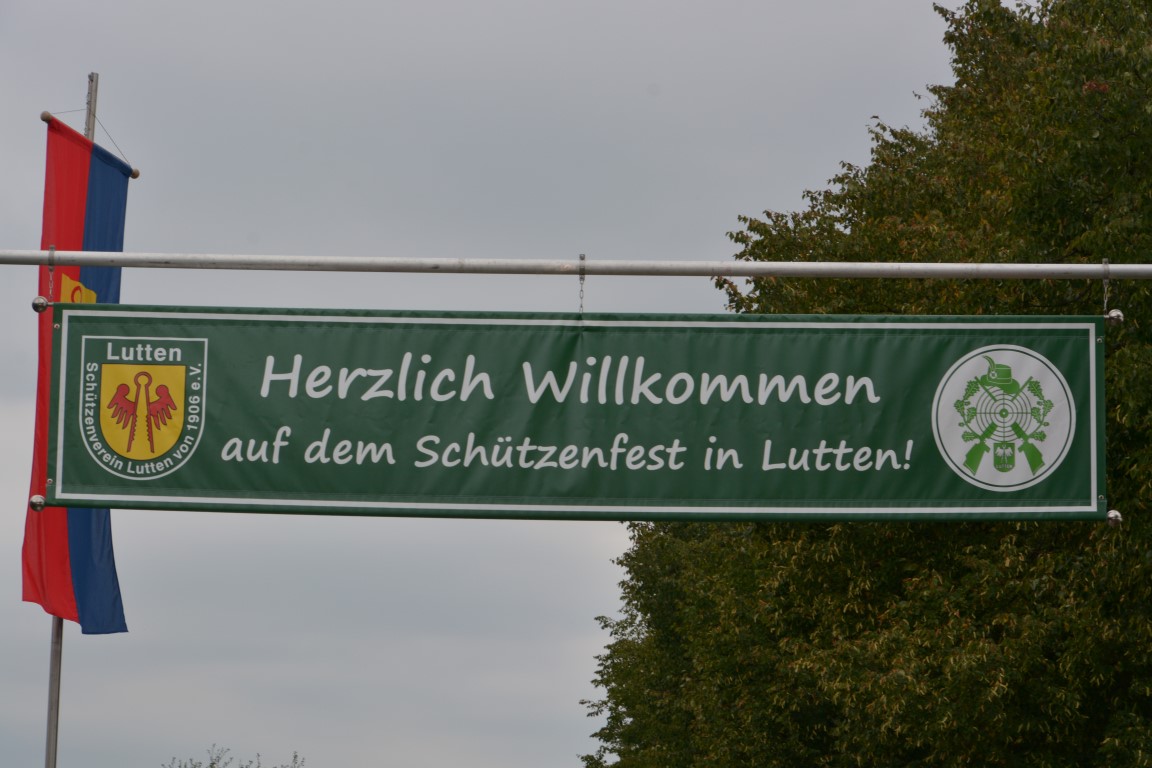 Lutten
Schützenverein Lutten von 1906 e.V.
Herzlich Willkommen
auf dem Schützenfest in Lutten!